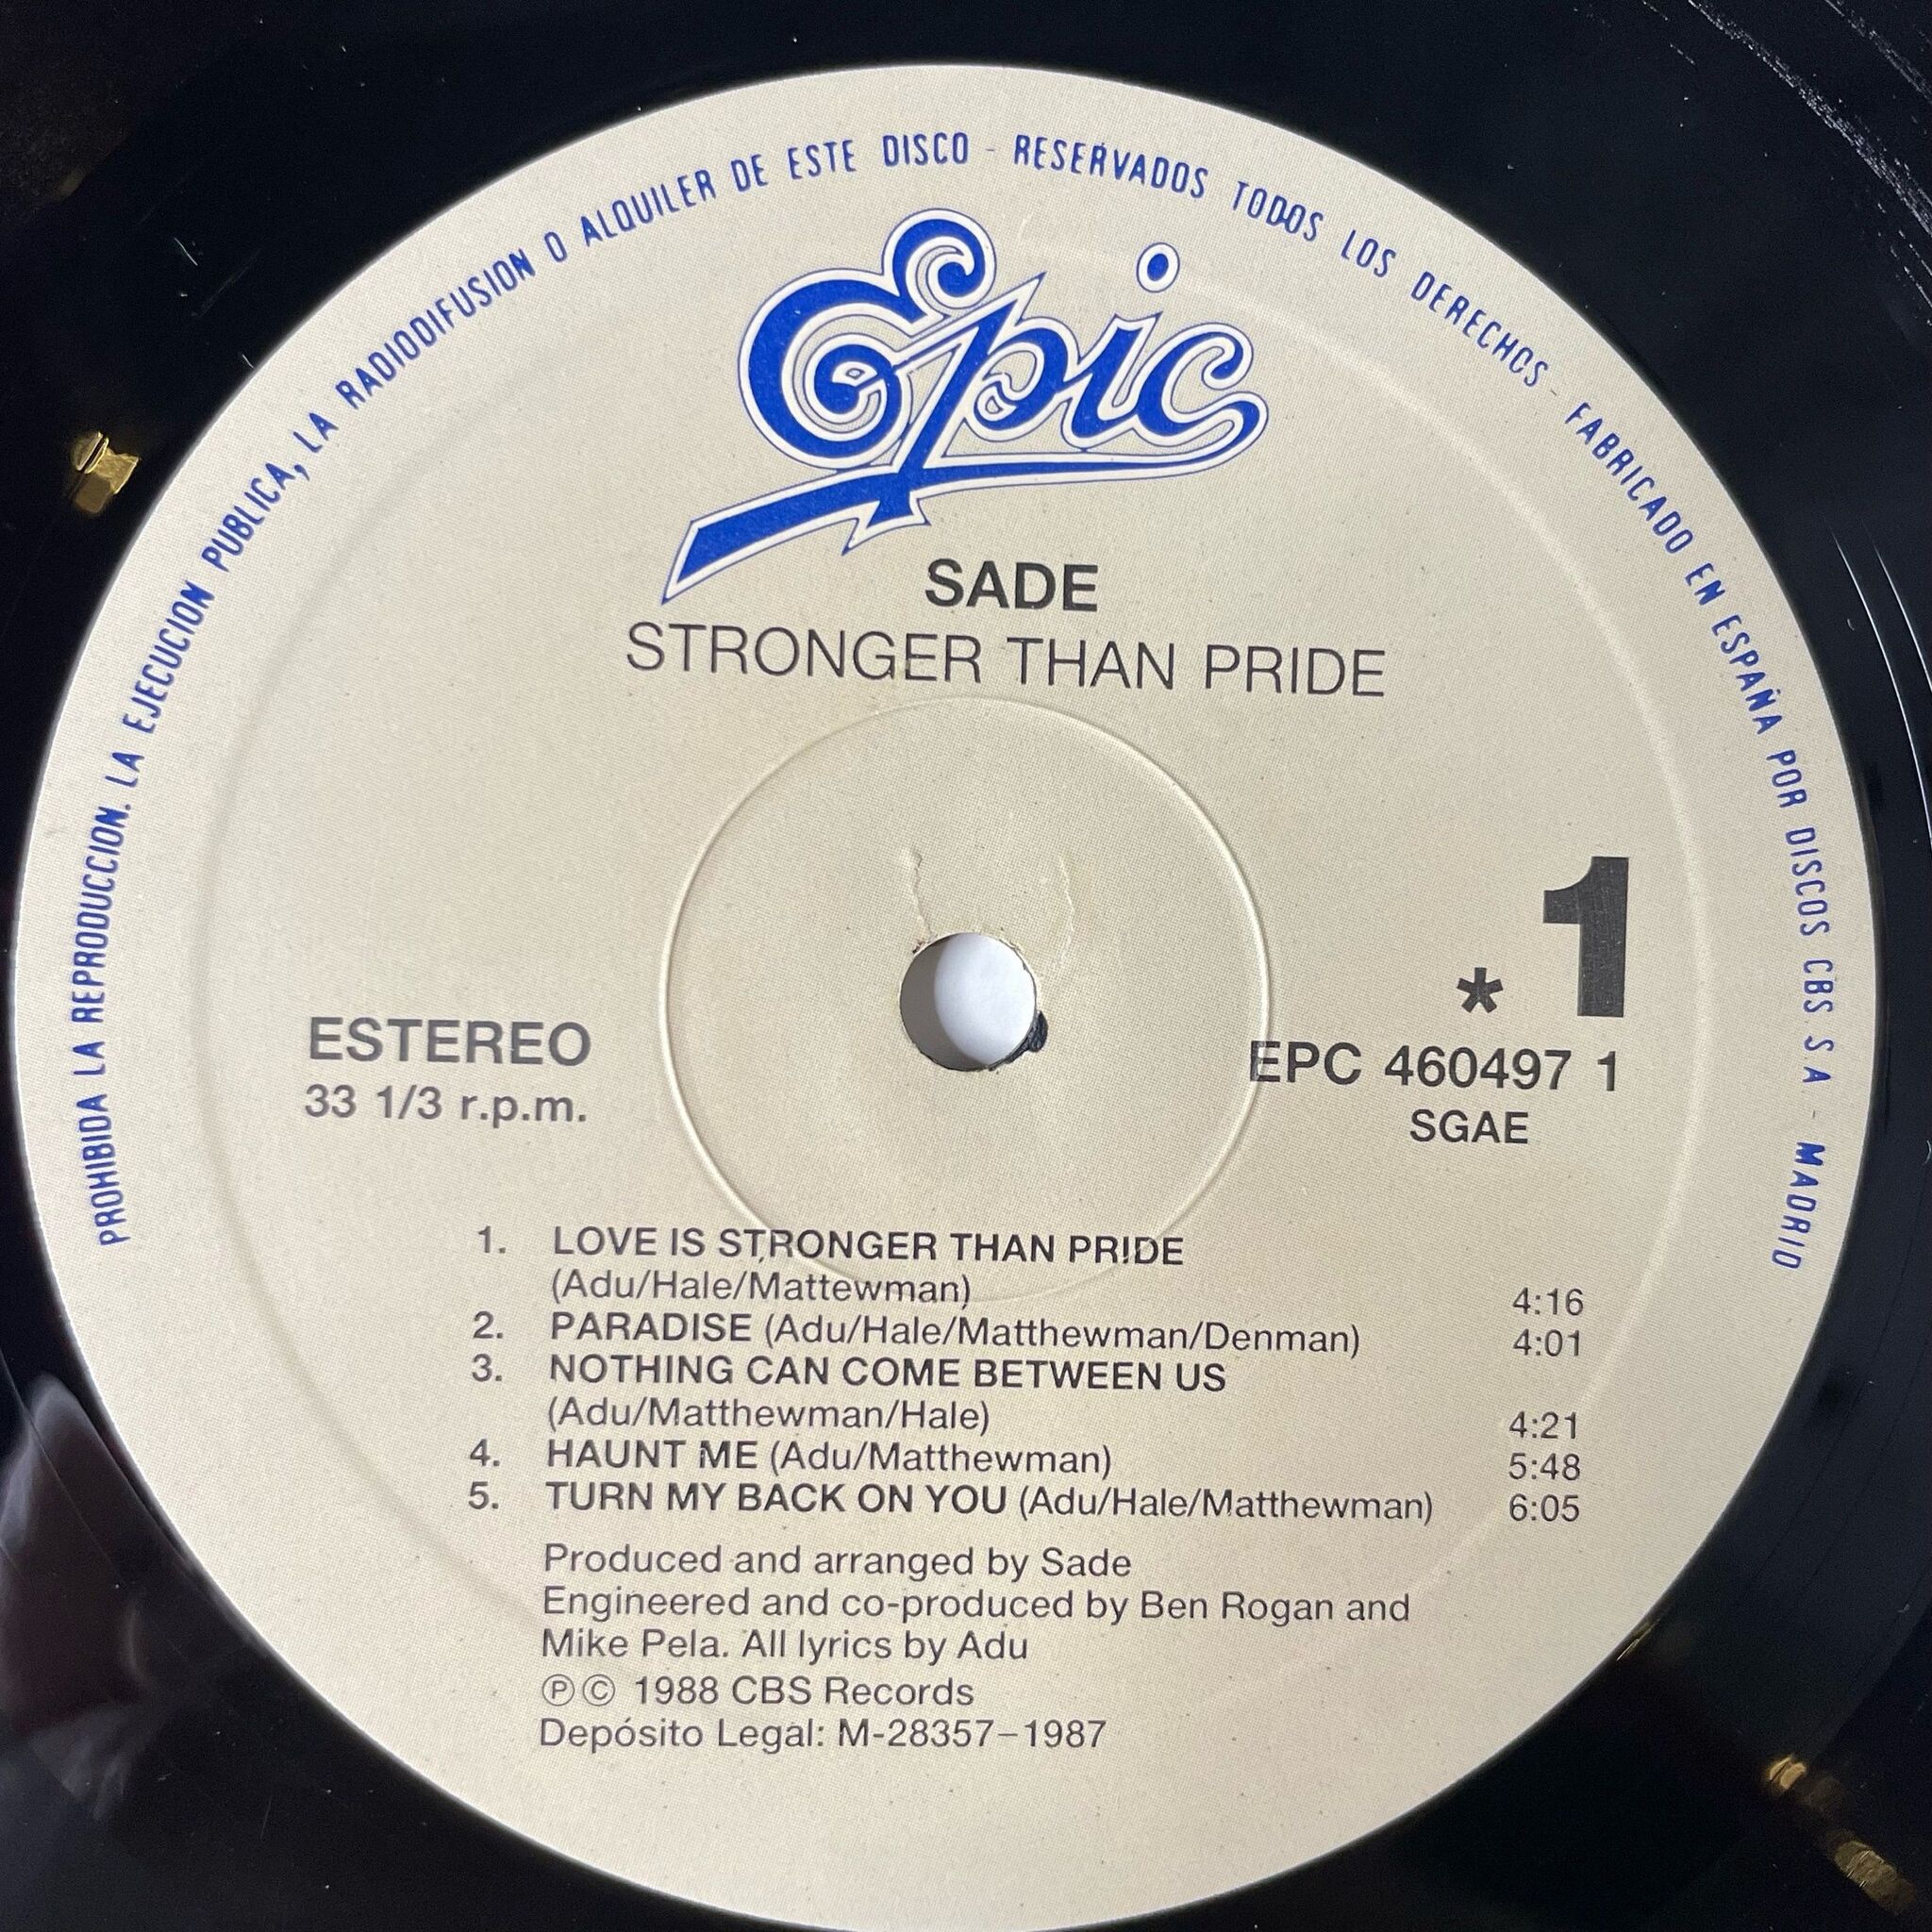 PROHIBIDA LA REPRODUCCION. LA EJECUCION PUBLICA, LA RADIODIFUSION O ALQUILER DE ESTE DISCO - RESERVADOS TODOS LOS DERECHOS - FABRICADO EN ESPAÑA POR DISCOS CBS S.A - MADRID
Epic
SADE
STRONGER THAN PRIDE
1
*
ESTEREO
EPC 460497 1
33 1/3 r.p.m.
SGAE
1. LOVE IS STRONGER THAN PRIDE
(Adu/Hale/Mattewman) 4:16
2. PARADISE (Adu/Hale/Matthewman/Denman) 4:01
3. NOTHING CAN COME BETWEEN US
(Adu/Matthewman/Hale) 4:21
4. HAUNT ME (Adu/Matthewman) 5:48
5. TURN MY BACK ON YOU (Adu/Hale/Matthewman) 6:05
Produced and arranged by Sade
Engineered and co-produced by Ben Rogan and
Mike Pela. All lyrics by Adu
Ⓟ© 1988 CBS Records
Depósito Legal: M-28357–1987